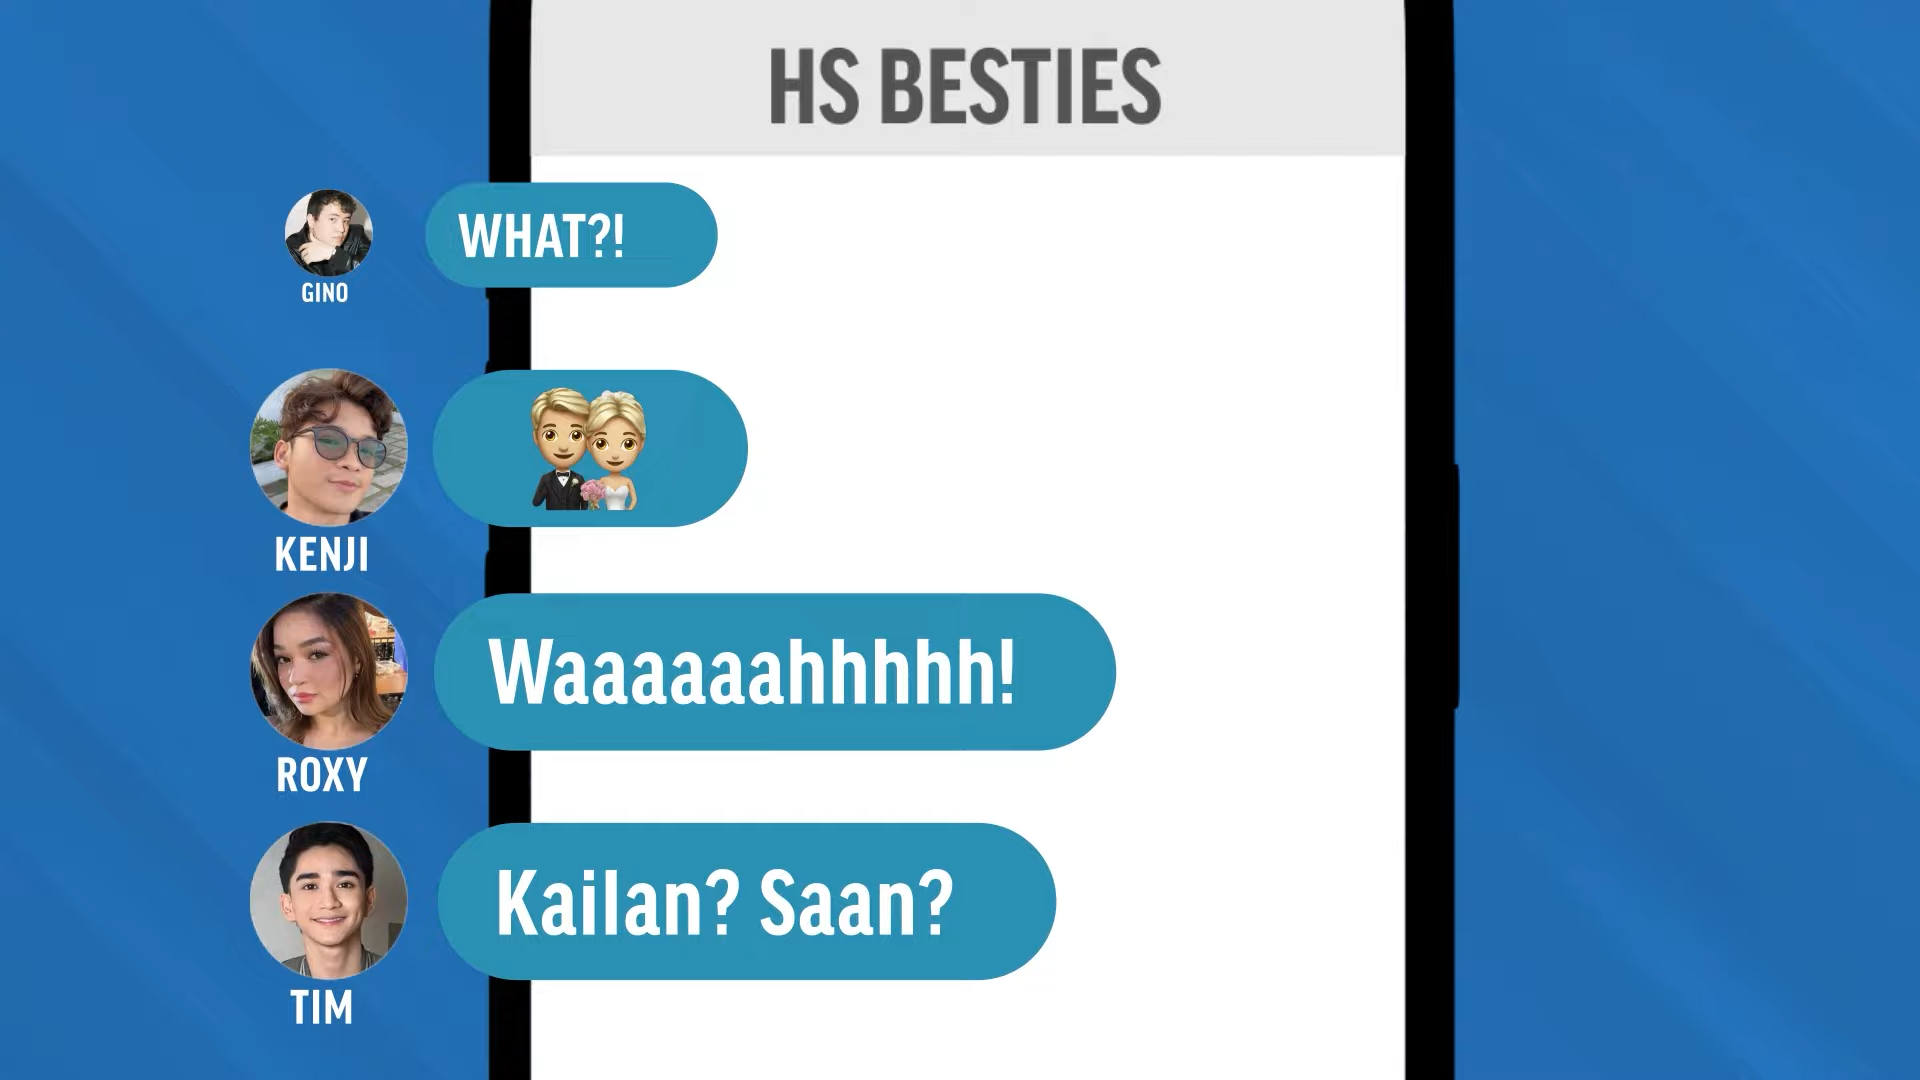 HS BESTIES
WHAT?!
GINO
KENJI
Waaaaaahhhhh!
ROXY
Kailan? Saan?
TIM